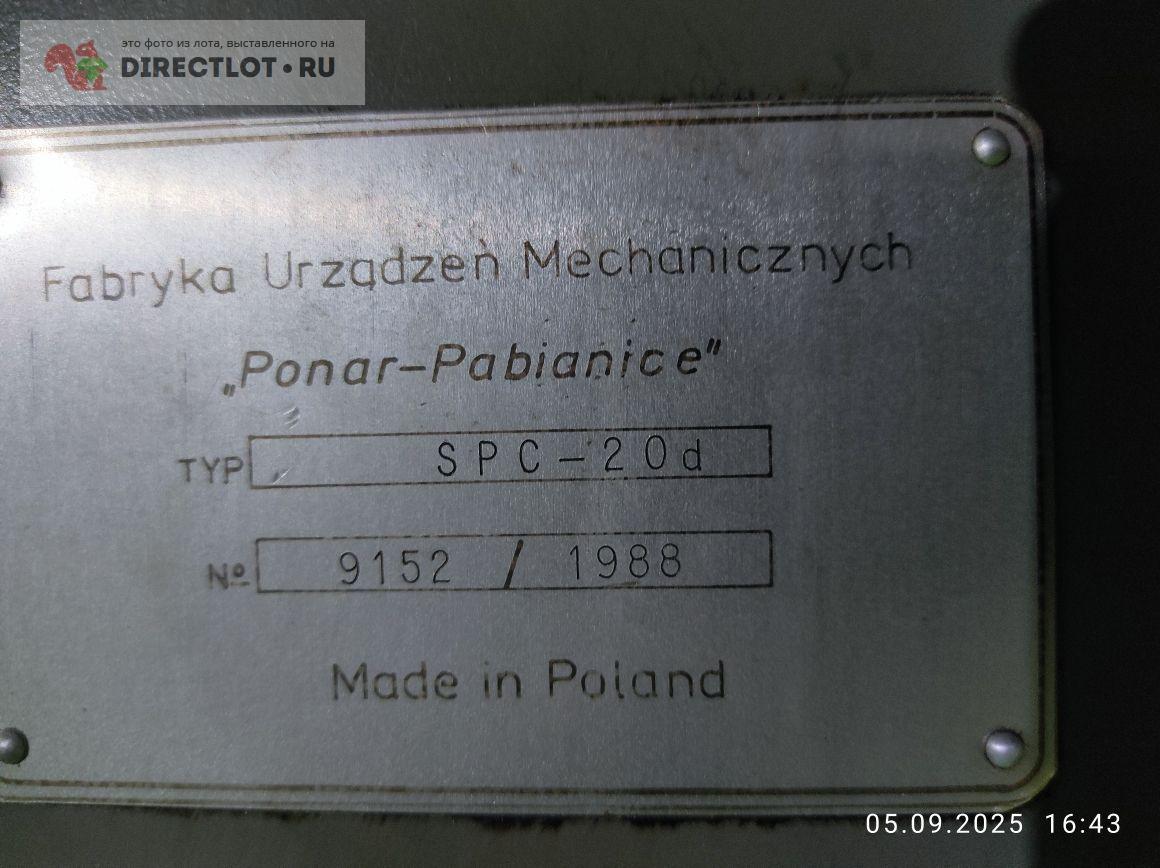 это фото из лота, выставленного на
DIRECTLOT•RU
Fabryka Urządzeń Mechanicznych
„Ponar-Pabianice”
TYP SPC-20d
Nº 9152 / 1988
Made in Poland
05.09.2025 16:43